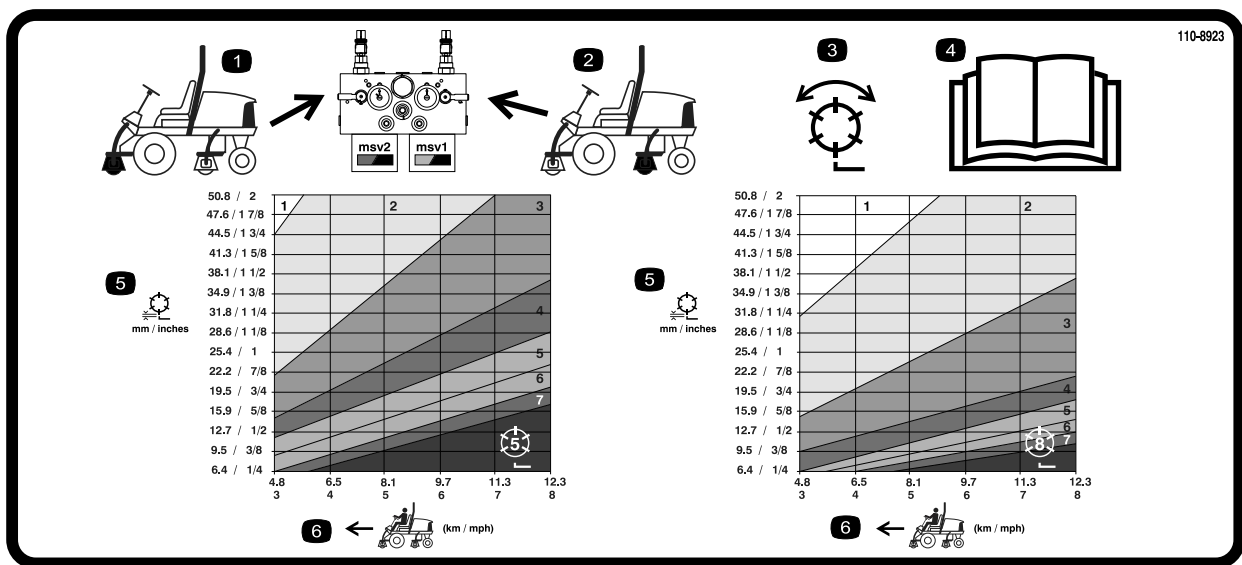 110-8923
1
2
3
4
msv2
msv1
5
mm / inches
50.8 / 2
47.6 / 1 7/8
44.5 / 1 3/4
41.3 / 1 5/8
38.1 / 1 1/2
34.9 / 1 3/8
31.8 / 1 1/4
28.6 / 1 1/8
25.4 / 1
22.2 / 7/8
19.5 / 3/4
15.9 / 5/8
12.7 / 1/2
9.5 / 3/8
6.4 / 1/4
1
2
3
4
5
6
7
5
4.8 6.5 8.1 9.7 11.3 12.3
3 4 5 6 7 8
6
(km / mph)
5
mm / inches
50.8 / 2
47.6 / 1 7/8
44.5 / 1 3/4
41.3 / 1 5/8
38.1 / 1 1/2
34.9 / 1 3/8
31.8 / 1 1/4
28.6 / 1 1/8
25.4 / 1
22.2 / 7/8
19.5 / 3/4
15.9 / 5/8
12.7 / 1/2
9.5 / 3/8
6.4 / 1/4
1
2
3
4
5
6
7
8
4.8 6.5 8.1 9.7 11.3 12.3
3 4 5 6 7 8
6
(km / mph)